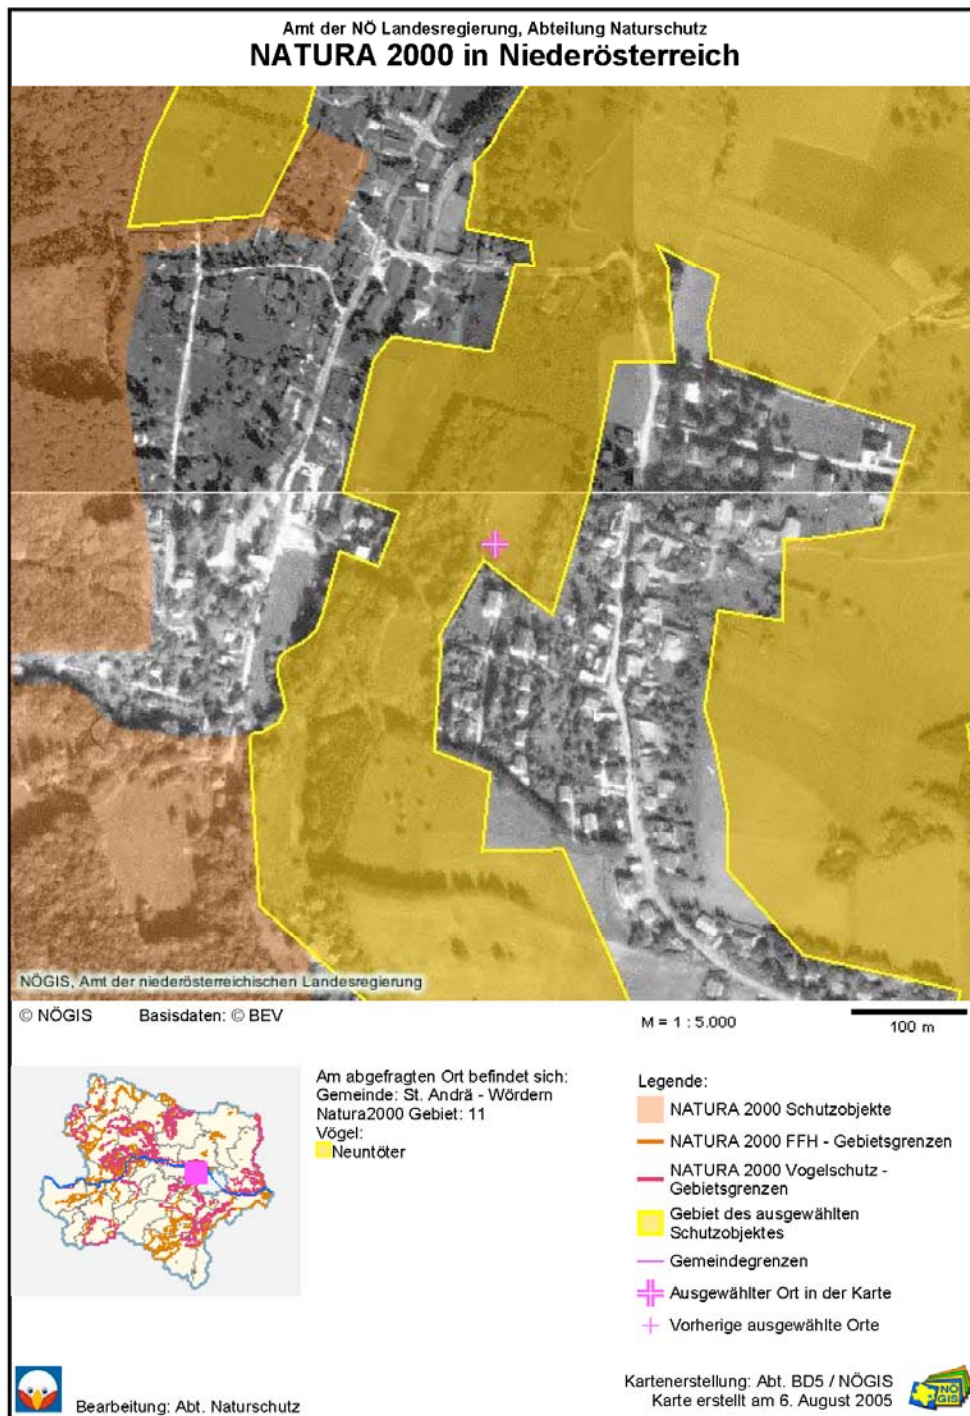 Amt der NÖ Landesregierung, Abteilung Naturschutz
NATURA 2000 in Niederösterreich
NÖGIS, Amt der niederösterreichischen Landesregierung
© NÖGIS Basisdaten: © BEV
M = 1 : 5.000
100 m
Am abgefragten Ort befindet sich:
Gemeinde: St. Andrä - Wördern
Natura2000 Gebiet: 11
Vögel:
Neuntöter
Legende:
NATURA 2000 Schutzobjekte
NATURA 2000 FFH - Gebietsgrenzen
NATURA 2000 Vogelschutz -
Gebietsgrenzen
Gebiet des ausgewählten
Schutzobjektes
Gemeindegrenzen
Ausgewählter Ort in der Karte
Vorherige ausgewählte Orte
Bearbeitung: Abt. Naturschutz
Kartenerstellung: Abt. BD5 / NÖGIS
Karte erstellt am 6. August 2005
NÖ
GIS